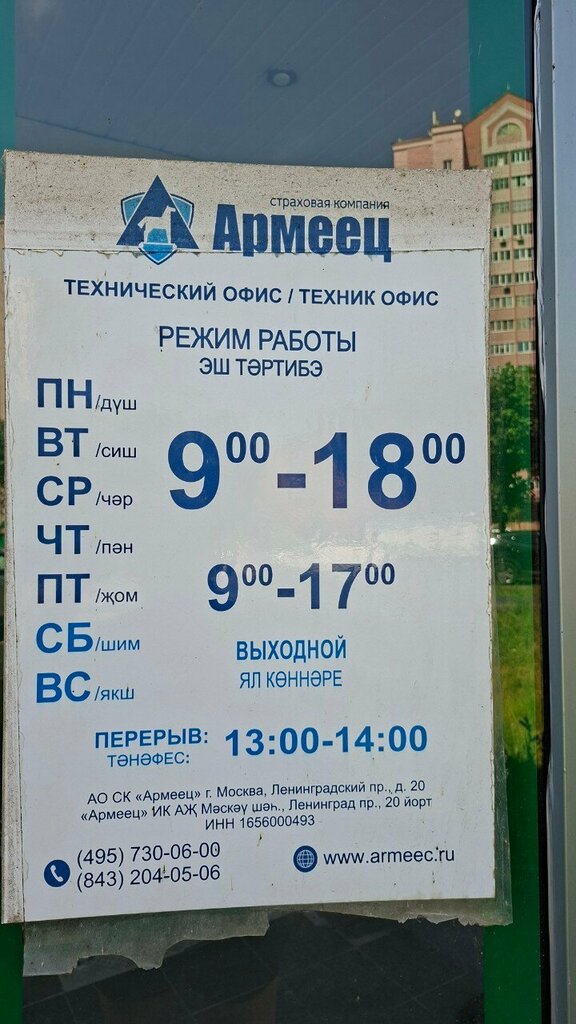 страховая компания
Армеец
ТЕХНИЧЕСКИЙ ОФИС / ТЕХНИК ОФИС
РЕЖИМ РАБОТЫ
ЭШ ТӘРТИБӘ
ПН/дүш
ВТ/сиш
СР/чәр
9⁰⁰-18⁰⁰
ЧТ/пән
ПТ/җом 9⁰⁰-17⁰⁰
СБ/шим
ВС/якш
ВЫХОДНОЙ
ЯЛ КӨННӘРЕ
ПЕРЕРЫВ: 13:00-14:00
ТӘНӘФЕС:
АО СК «Армеец» г. Москва, Ленинградский пр., д. 20
«Армеец» ИК АҖ Мәскәү шәһ., Ленинград пр., 20 йорт
ИНН 1656000493
(495) 730-06-00
(843) 204-05-06
www.armeec.ru